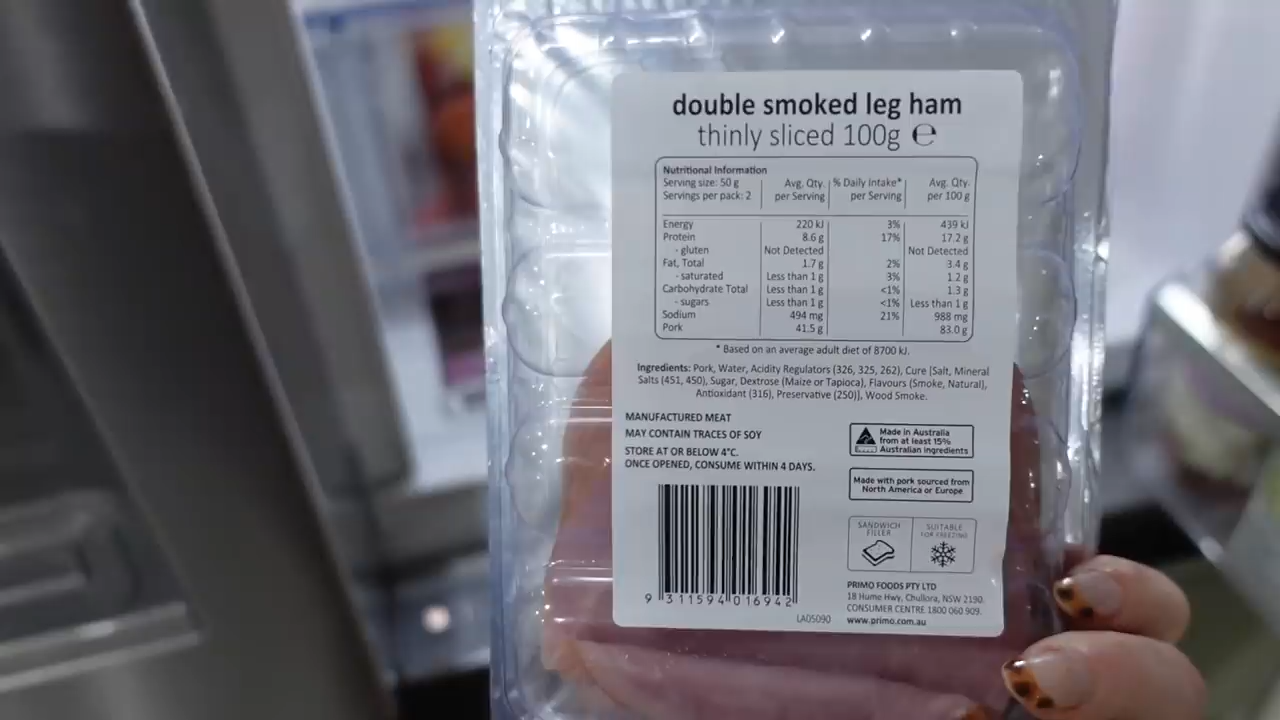 double smoked leg ham
thinly sliced 100g ℮
Nutritional Information
Serving size: 50 g
Servings per pack: 2
Avg. Qty. per Serving
% Daily Intake* per Serving
Avg. Qty. per 100 g
Energy 220 kJ 3% 439 kJ
Protein 8.6 g 17% 17.2 g
- gluten Not Detected Not Detected
Fat, Total 1.7 g 2% 3.4 g
- saturated Less than 1 g 3% 1.2 g
Carbohydrate Total Less than 1 g <1% 1.3 g
- sugars Less than 1 g <1% Less than 1 g
Sodium 494 mg 21% 988 mg
Pork 41.5 g 83.0 g
* Based on an average adult diet of 8700 kJ.
Ingredients: Pork, Water, Acidity Regulators (326, 325, 262), Cure [Salt, Mineral
Salts (451, 450), Sugar, Dextrose (Maize or Tapioca), Flavours (Smoke, Natural),
Antioxidant (316), Preservative (250)], Wood Smoke.
MANUFACTURED MEAT
MAY CONTAIN TRACES OF SOY
STORE AT OR BELOW 4°C.
ONCE OPENED, CONSUME WITHIN 4 DAYS.
Made in Australia
from at least 15%
Australian ingredients
Made with pork sourced from
North America or Europe
SANDWICH
FILLER
SUITABLE
FOR FREEZING
9 311594 016942
LA05090
PRIMO FOODS PTY LTD
18 Hume Hwy, Chullora, NSW 2190.
CONSUMER CENTRE 1800 060 909.
www.primo.com.au